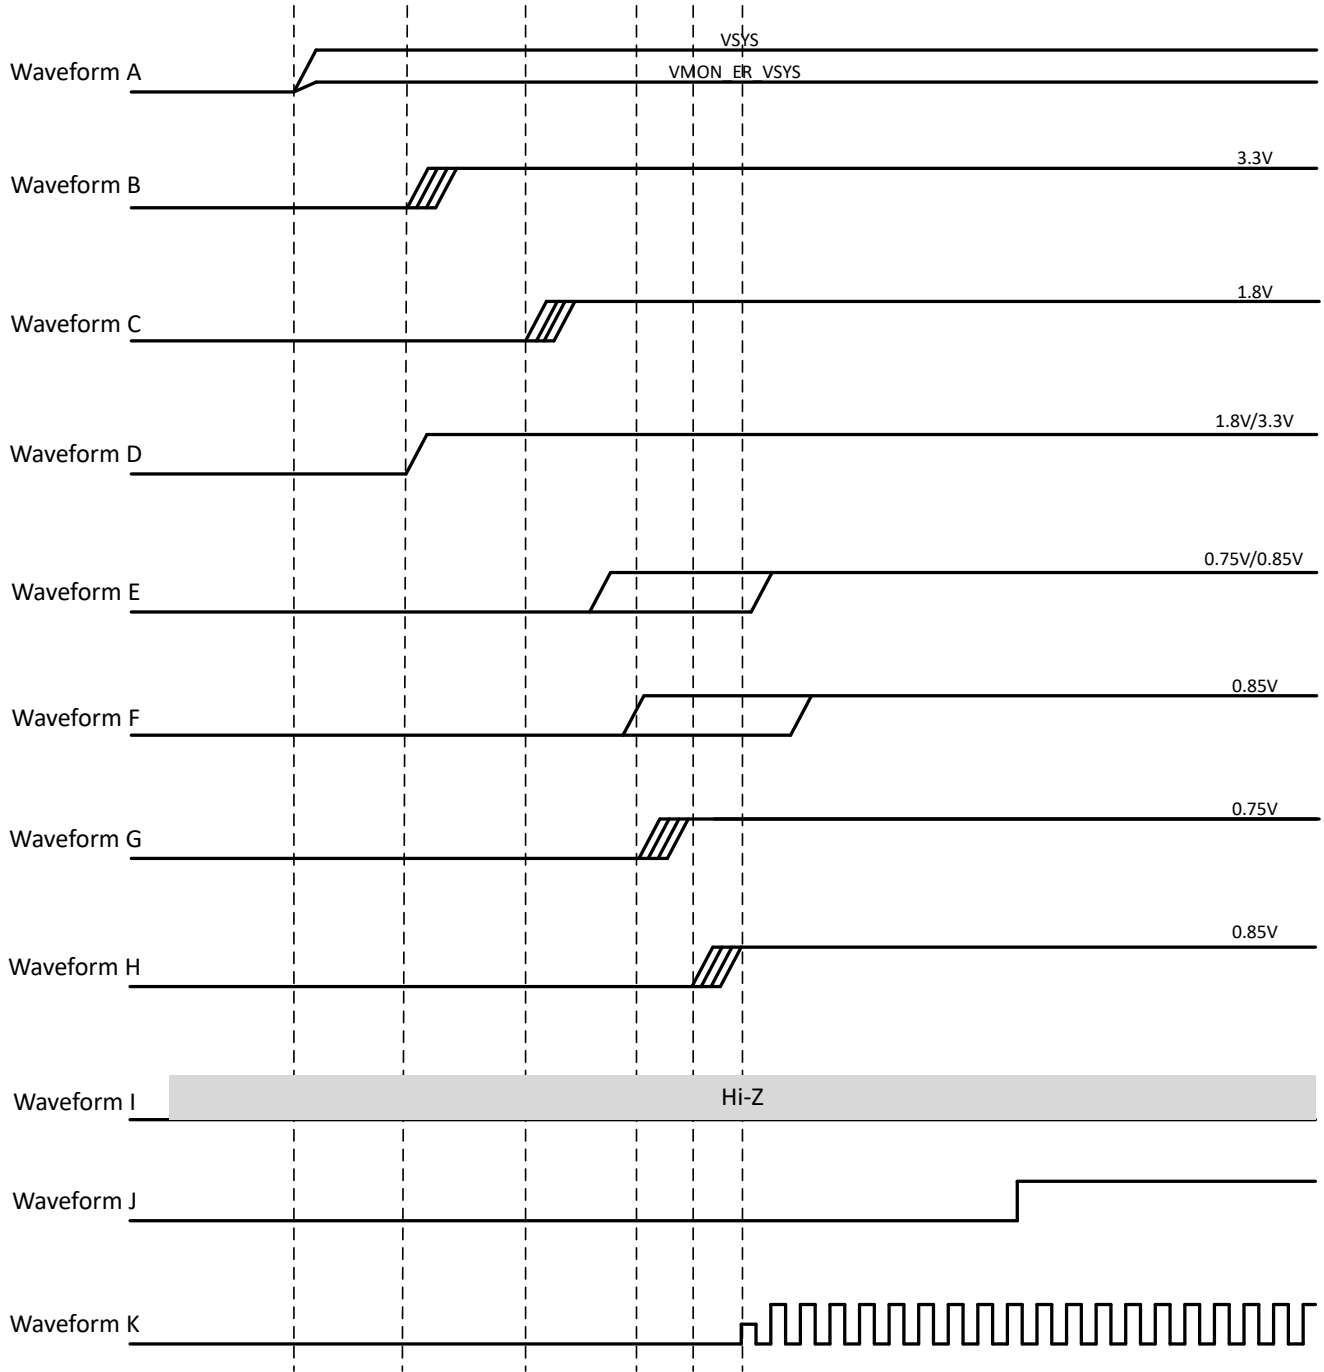 VSYS
Waveform A
VMON_ER_VSYS
3.3V
Waveform B
1.8V
Waveform C
1.8V/3.3V
Waveform D
0.75V/0.85V
Waveform E
0.85V
Waveform F
0.75V
Waveform G
0.85V
Waveform H
Hi-Z
Waveform I
Waveform J
Waveform K